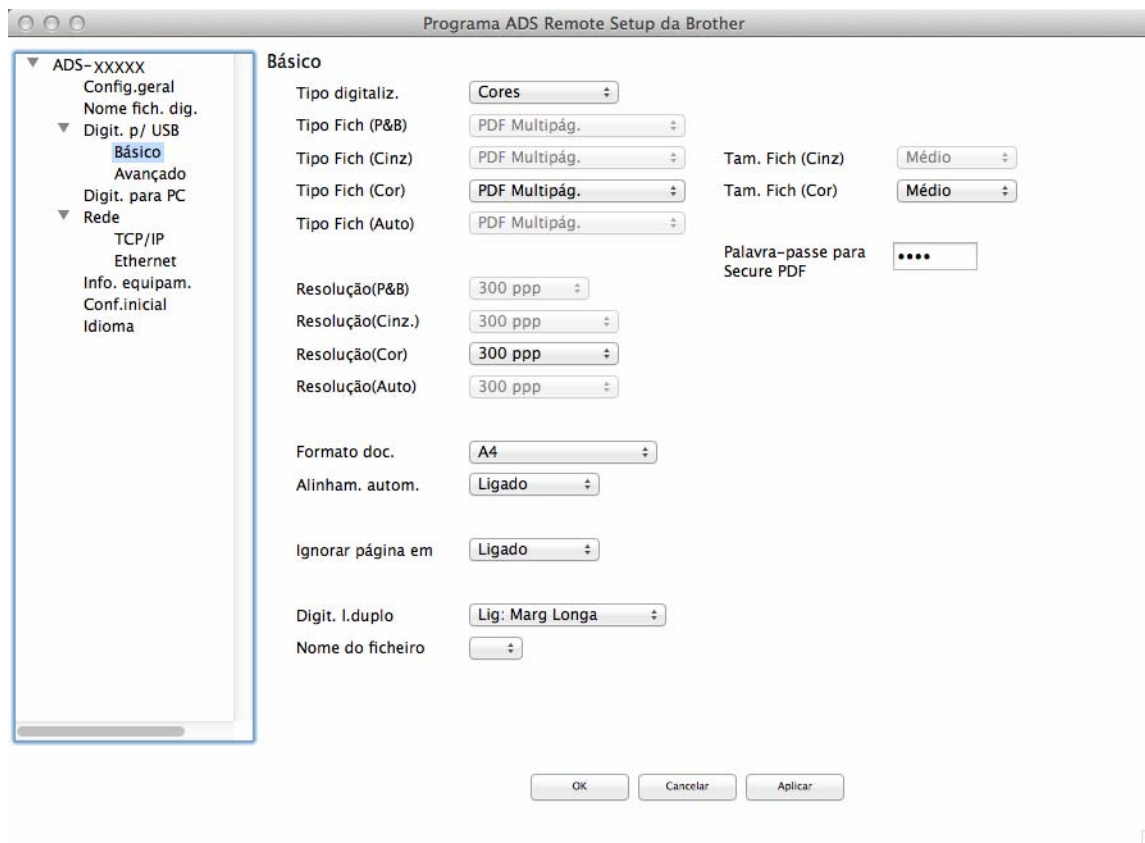 Programa ADS Remote Setup da Brother
ADS-XXXXX
Config.geral
Nome fich. dig.
Digit. p/ USB
Básico
Avançado
Digit. para PC
Rede
TCP/IP
Ethernet
Info. equipam.
Conf.inicial
Idioma
Básico
Tipo digitaliz. Cores
Tipo Fich (P&B) PDF Multipág.
Tipo Fich (Cinz) PDF Multipág. Tam. Fich (Cinz) Médio
Tipo Fich (Cor) PDF Multipág. Tam. Fich (Cor) Médio
Tipo Fich (Auto) PDF Multipág.
Palavra-passe para
Secure PDF ••••
Resolução(P&B) 300 ppp
Resolução(Cinz.) 300 ppp
Resolução(Cor) 300 ppp
Resolução(Auto) 300 ppp
Formato doc. A4
Alinham. autom. Ligado
Ignorar página em Ligado
Digit. l.duplo Lig: Marg Longa
Nome do ficheiro
OK Cancelar Aplicar